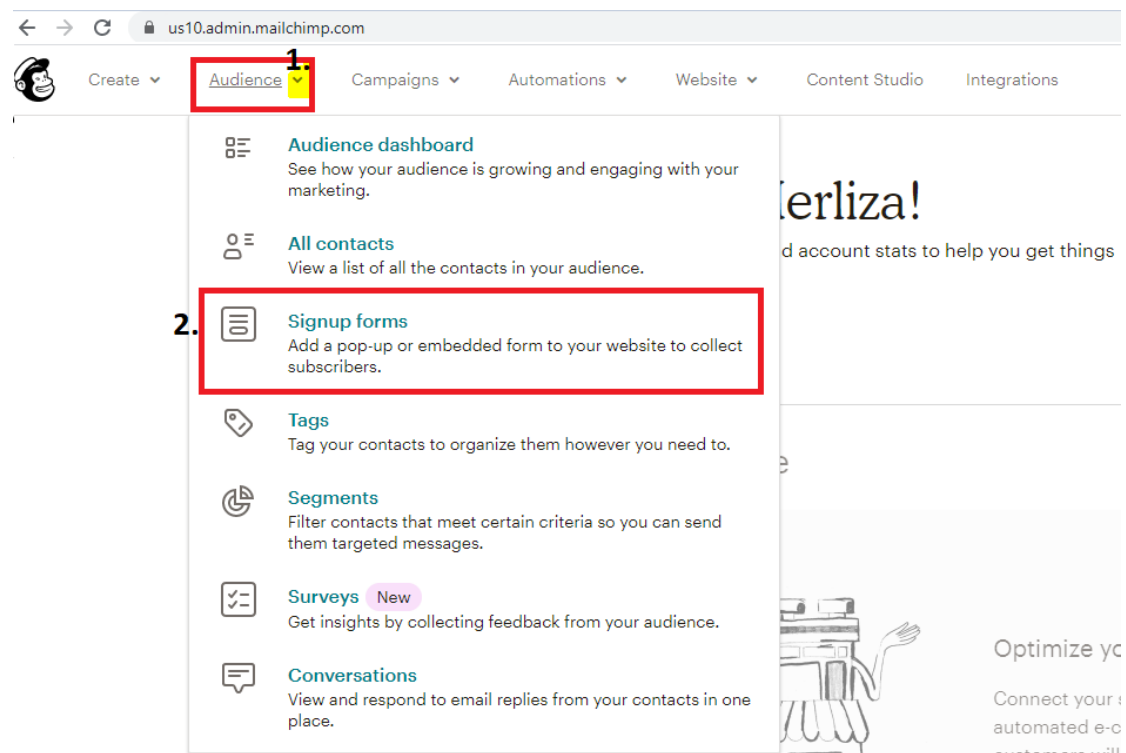 us10.admin.mailchimp.com
1.
Create Audience Campaigns Automations Website Content Studio Integrations
Audience dashboard
See how your audience is growing and engaging with your
marketing.
erliza!
All contacts
View a list of all the contacts in your audience.
d account stats to help you get things
2.
Signup forms
Add a pop-up or embedded form to your website to collect
subscribers.
Tags
Tag your contacts to organize them however you need to.
e
Segments
Filter contacts that meet certain criteria so you can send
them targeted messages.
Surveys New
Get insights by collecting feedback from your audience.
Optimize yo
Conversations
View and respond to email replies from your contacts in one
place.
Connect your s
automated e-c